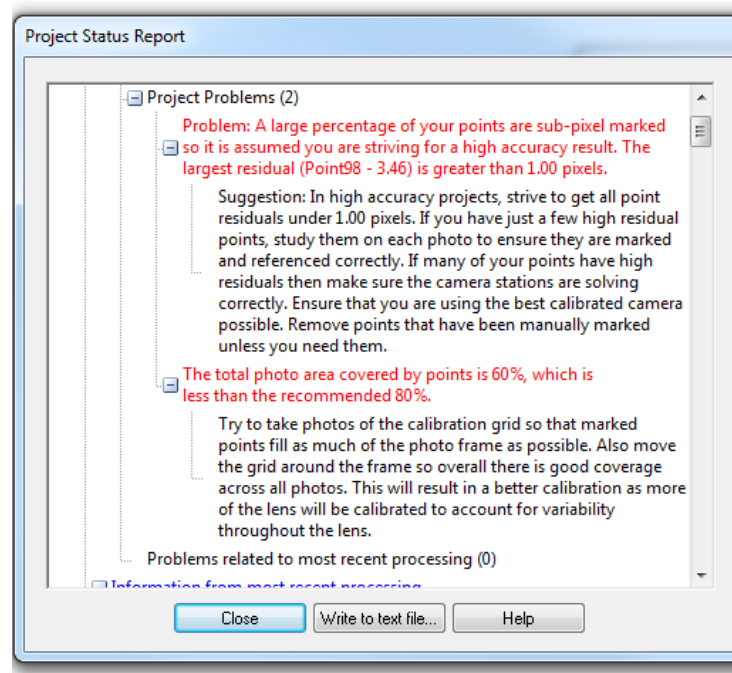 Project Status Report
Project Problems (2)
Problem: A large percentage of your points are sub-pixel marked
so it is assumed you are striving for a high accuracy result. The
largest residual (Point98 - 3.46) is greater than 1.00 pixels.
Suggestion: In high accuracy projects, strive to get all point
residuals under 1.00 pixels. If you have just a few high residual
points, study them on each photo to ensure they are marked
and referenced correctly. If many of your points have high
residuals then make sure the camera stations are solving
correctly. Ensure that you are using the best calibrated camera
possible. Remove points that have been manually marked
unless you need them.
The total photo area covered by points is 60%, which is
less than the recommended 80%.
Try to take photos of the calibration grid so that marked
points fill as much of the photo frame as possible. Also move
the grid around the frame so overall there is good coverage
across all photos. This will result in a better calibration as more
of the lens will be calibrated to account for variability
throughout the lens.
Problems related to most recent processing (0)
Information from most recent processing
Close
Write to text file...
Help